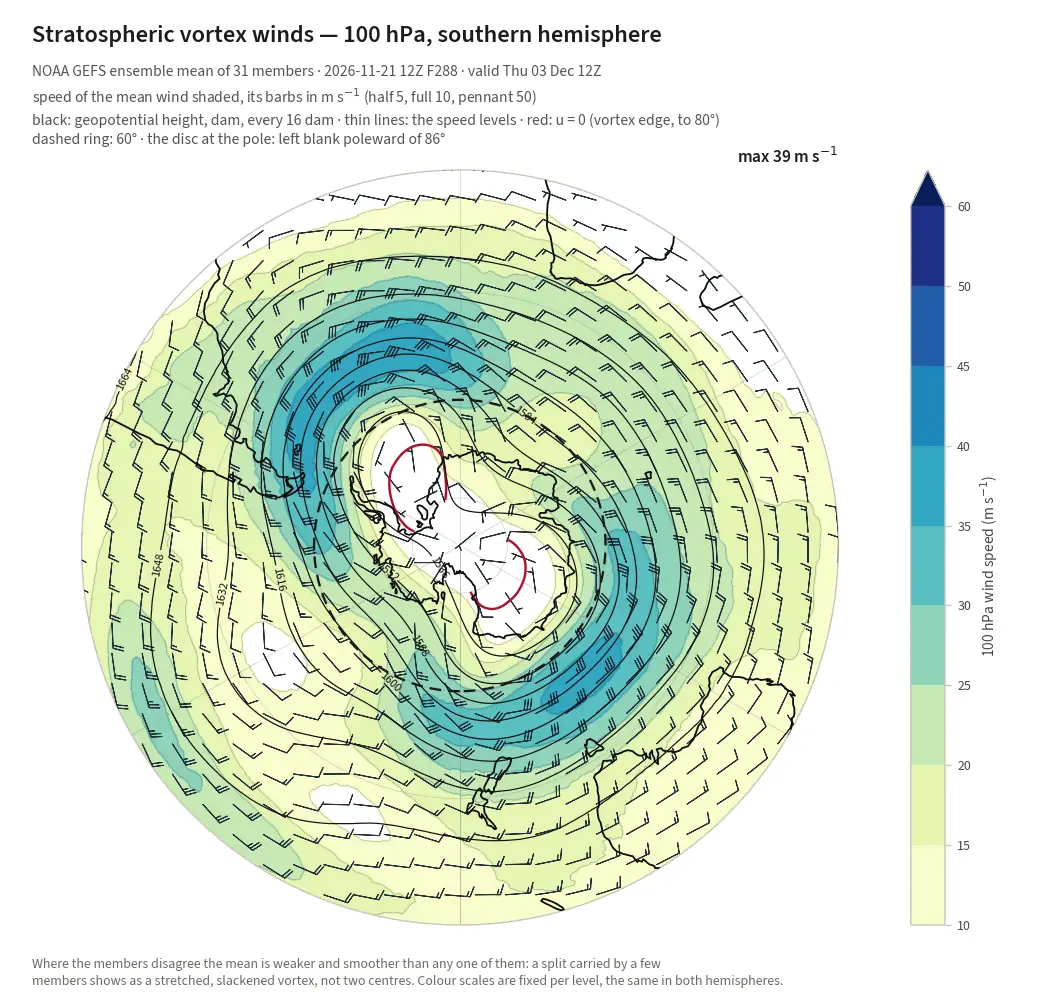 Stratospheric vortex winds — 100 hPa, southern hemisphere
NOAA GEFS ensemble mean of 31 members · 2026-11-21 12Z F288 · valid Thu 03 Dec 12Z
speed of the mean wind shaded, its barbs in m s⁻¹ (half 5, full 10, pennant 50)
black: geopotential height, dam, every 16 dam · thin lines: the speed levels · red: u = 0 (vortex edge, to 80°)
dashed ring: 60° · the disc at the pole: left blank poleward of 86°
max 39 m s⁻¹
60
50
45
40
35
30
25
20
15
10
100 hPa wind speed (m s⁻¹)
1664
1648
1632
1616
1600
1588
1584
Where the members disagree the mean is weaker and smoother than any one of them: a split carried by a few
members shows as a stretched, slackened vortex, not two centres. Colour scales are fixed per level, the same in both hemispheres.